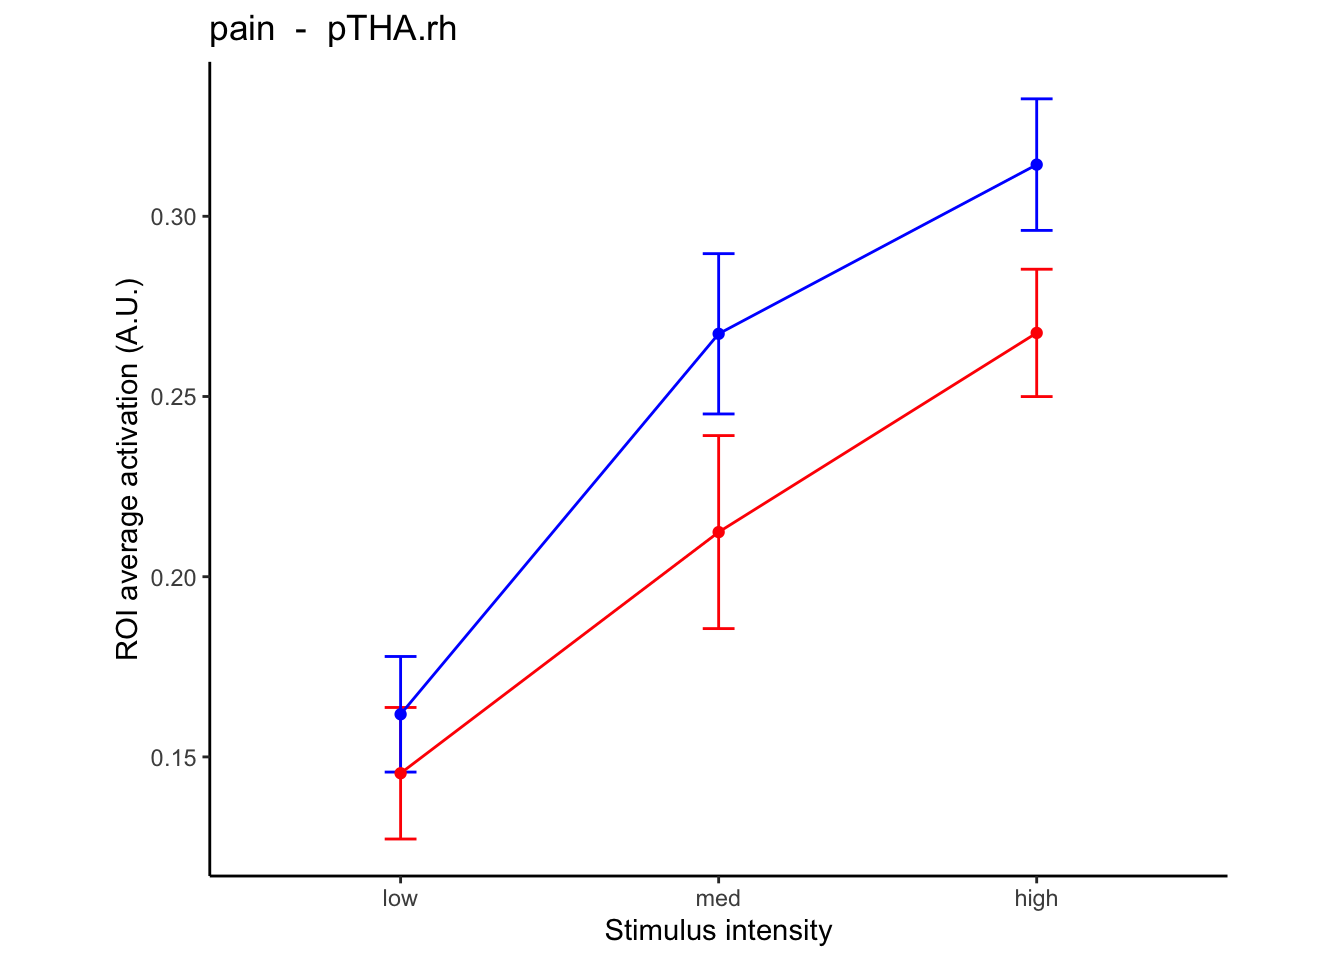 pain - pTHA.rh
ROI average activation (A.U.)
0.30
0.25
0.20
0.15
low med high
Stimulus intensity